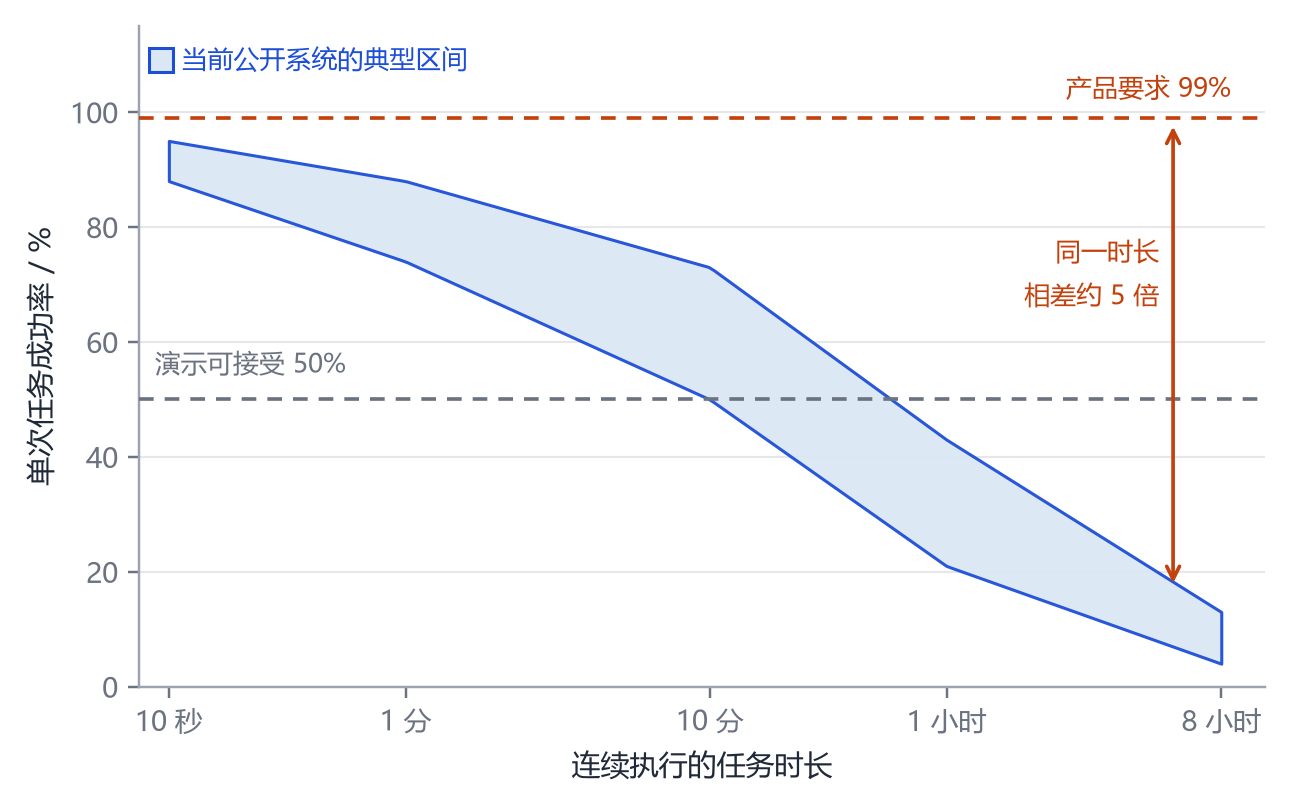 当前公开系统的典型区间
产品要求 99%
100
80
同一时长
相差约 5 倍
60
演示可接受 50%
40
20
0
单次任务成功率 / %
10 秒
1 分
10 分
1 小时
8 小时
连续执行的任务时长